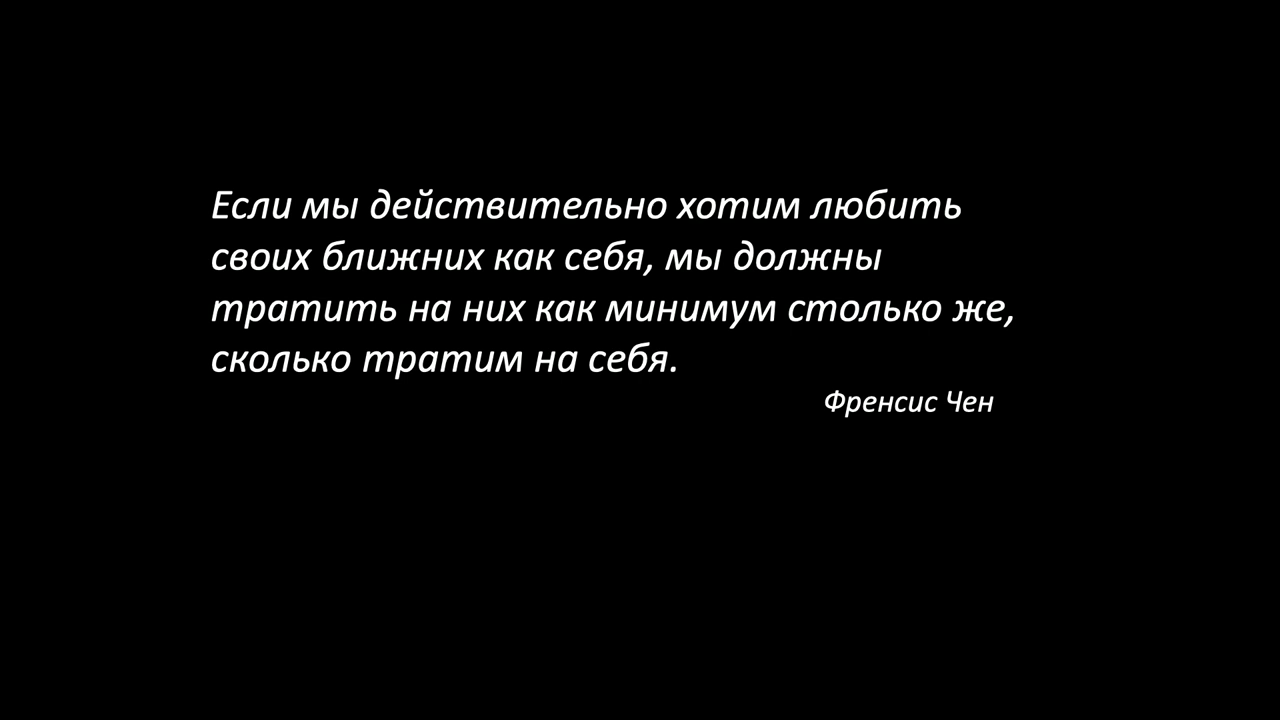 Если мы действительно хотим любить
своих ближних как себя, мы должны
тратить на них как минимум столько же,
сколько тратим на себя.
Френсис Чен